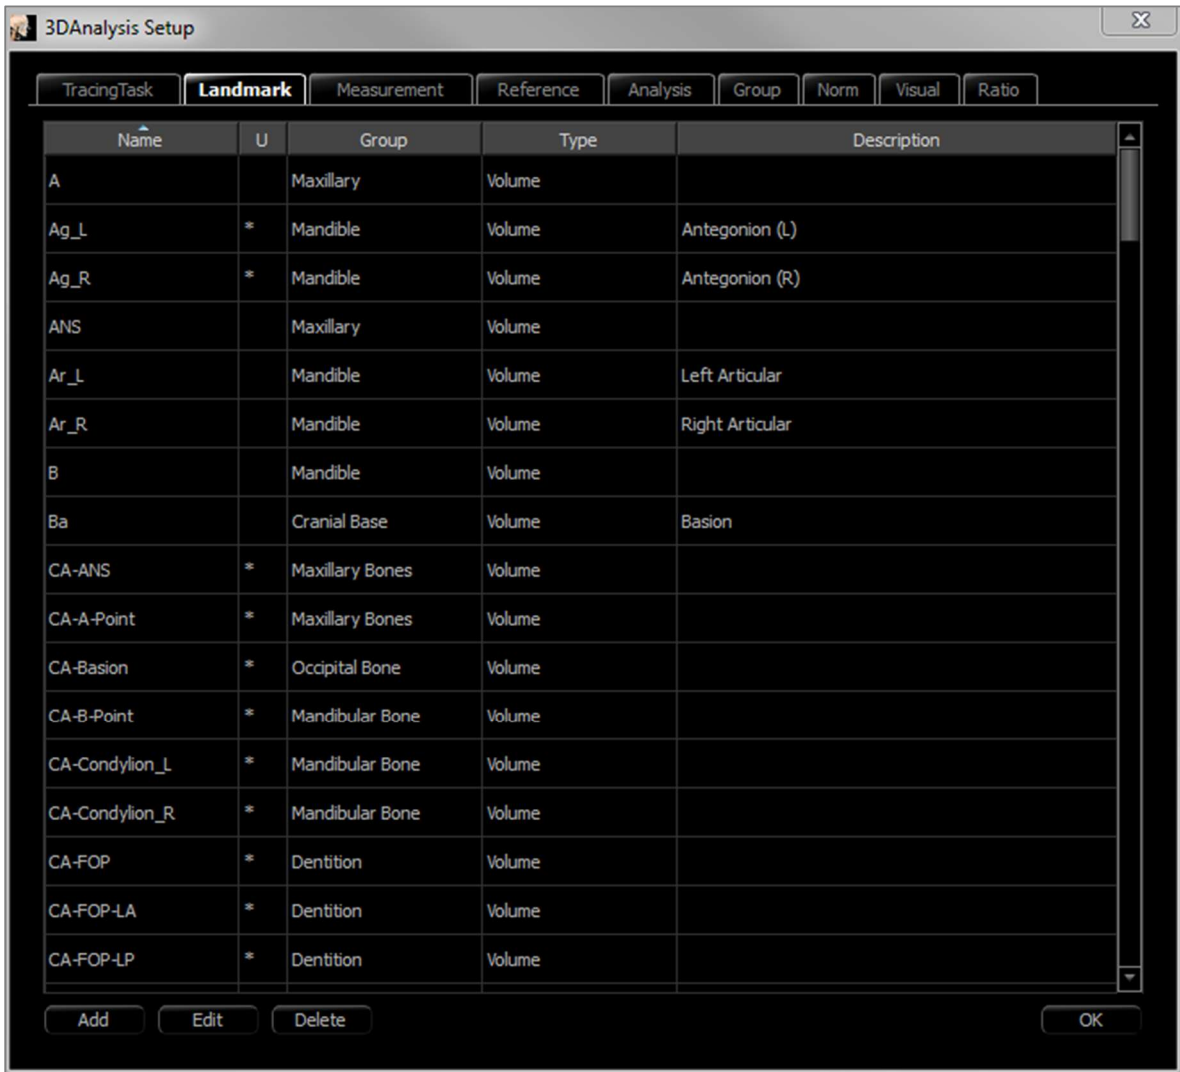 3DAnalysis Setup
TracingTask Landmark Measurement Reference Analysis Group Norm Visual Ratio
Name U Group Type Description
A Maxillary Volume
Ag_L * Mandible Volume Antegonion (L)
Ag_R * Mandible Volume Antegonion (R)
ANS Maxillary Volume
Ar_L Mandible Volume Left Articular
Ar_R Mandible Volume Right Articular
B Mandible Volume
Ba Cranial Base Volume Basion
CA-ANS * Maxillary Bones Volume
CA-A-Point * Maxillary Bones Volume
CA-Basion * Occipital Bone Volume
CA-B-Point * Mandibular Bone Volume
CA-Condylion_L * Mandibular Bone Volume
CA-Condylion_R * Mandibular Bone Volume
CA-FOP * Dentition Volume
CA-FOP-LA * Dentition Volume
CA-FOP-LP * Dentition Volume
Add Edit Delete OK